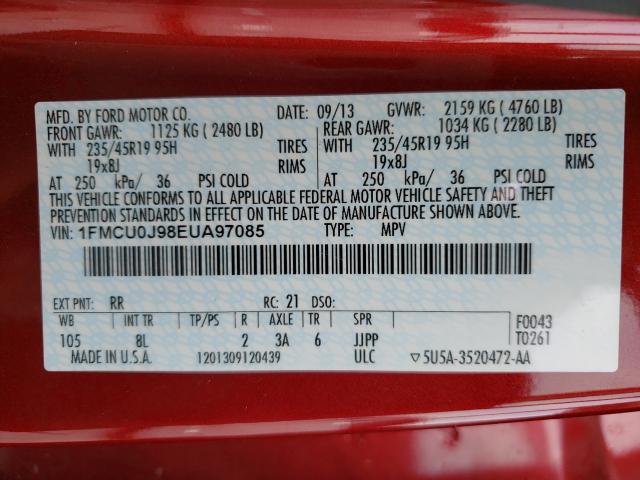 MFD. BY FORD MOTOR CO. DATE: 09/13 GVWR: 2159 KG ( 4760 LB)
FRONT GAWR: 1125 KG ( 2480 LB) REAR GAWR: 1034 KG ( 2280 LB)
WITH 235/45R19 95H TIRES WITH 235/45R19 95H TIRES
19x8J RIMS 19x8J RIMS
AT 250 kPa/ 36 PSI COLD AT 250 kPa/ 36 PSI COLD
THIS VEHICLE CONFORMS TO ALL APPLICABLE FEDERAL MOTOR VEHICLE SAFETY AND THEFT
PREVENTION STANDARDS IN EFFECT ON THE DATE OF MANUFACTURE SHOWN ABOVE.
VIN: 1FMCU0J98EUA97085 TYPE: MPV
EXT PNT: RR RC: 21 DSO:
WB INT TR TP/PS R AXLE TR SPR F0043
105 8L 2 3A 6 JJPP T0261
MADE IN U.S.A. 1201309120439 ULC ▽5U5A-3520472-AA